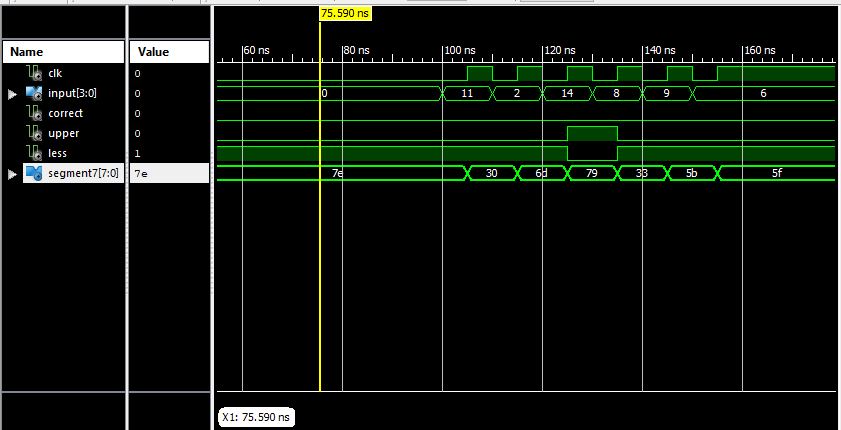 75.590 ns
Name Value 60 ns 80 ns 100 ns 120 ns 140 ns 160 ns
clk 0
input[3:0] 0 0 11 2 14 8 9 6
correct 0
upper 0
less 1
segment7[7:0] 7e 7e 30 6d 79 33 5b 5f
X1: 75.590 ns